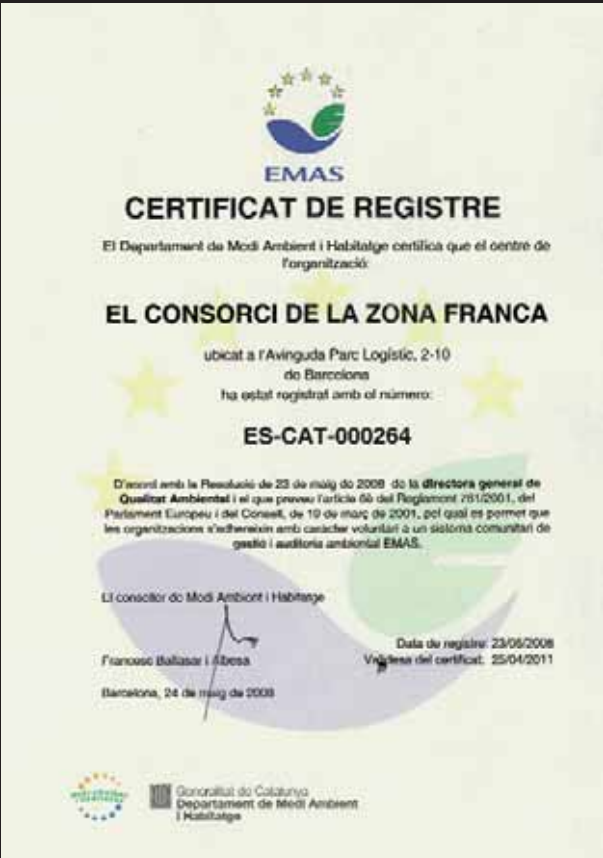 EMAS
CERTIFICAT DE REGISTRE
El Departament de Medi Ambient i Habitatge certifica que el centre de
l'organització:
EL CONSORCI DE LA ZONA FRANCA
ubicat a l'Avinguda Parc Logístic, 2-10
de Barcelona
ha estat registrat amb el número:
ES-CAT-000264
D'acord amb la Resolució de 23 de maig de 2008 de la directora general de
Qualitat Ambiental i el que preveu l'article 6è del Reglament 761/2001, del
Parlament Europeu i del Consell, de 19 de març de 2001, pel qual es permet que
les organitzacions s'adhereixin amb caràcter voluntari a un sistema comunitari de
gestió i auditoria ambiental EMAS.
El conseller de Medi Ambient i Habitatge
Data de registre: 23/05/2008
Francesc Baltasar i Albesa
Validesa del certificat: 25/04/2011
Barcelona, 24 de maig de 2008
Generalitat de Catalunya
Departament de Medi Ambient
i Habitatge